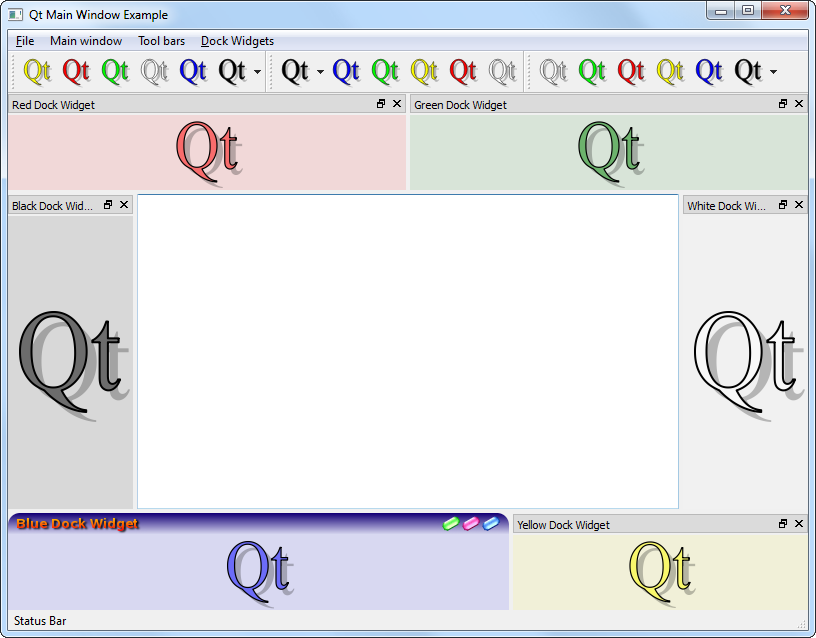 Qt Main Window Example
File Main window Tool bars Dock Widgets
Qt Qt Qt Qt Qt Qt Qt Qt Qt Qt Qt Qt Qt Qt Qt Qt Qt Qt
Red Dock Widget Green Dock Widget
Qt Qt
Black Dock Wid... White Dock Wi...
Qt Qt
Blue Dock Widget Yellow Dock Widget
Qt Qt
Status Bar